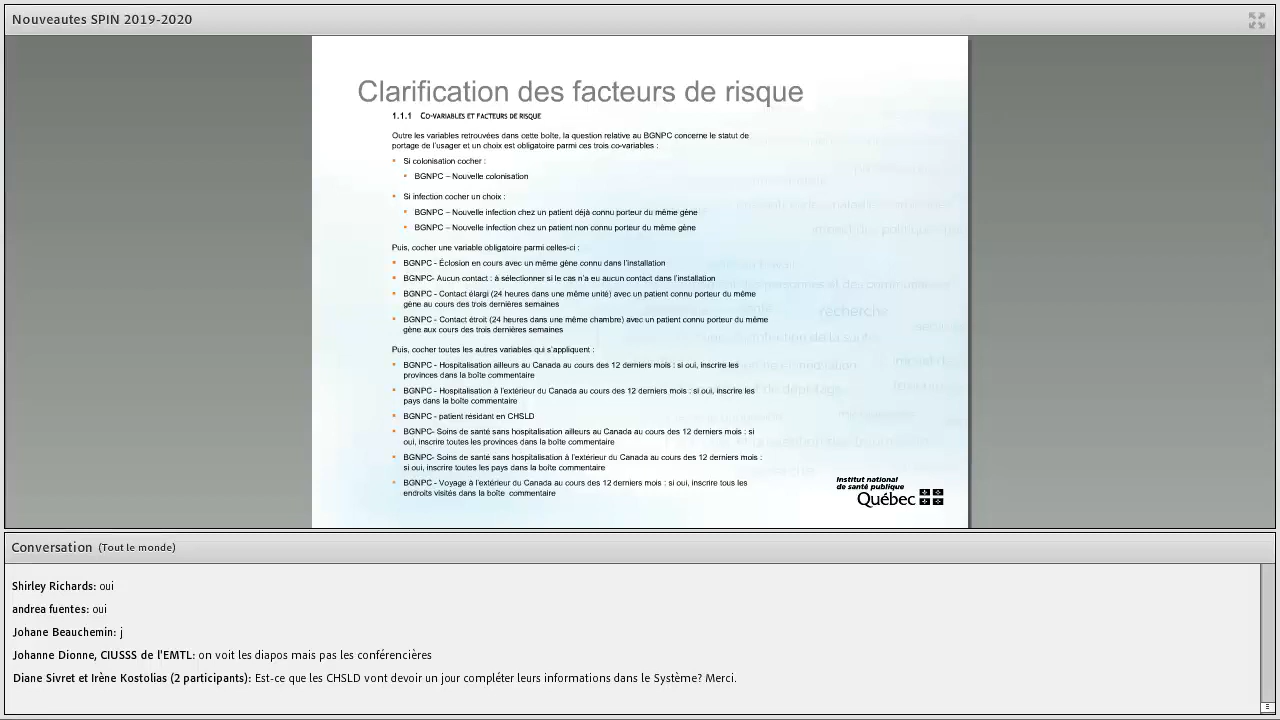 Nouveautes SPIN 2019-2020
Clarification des facteurs de risque
1.1.1 CO-VARIABLES ET FACTEURS DE RISQUE
Outre les variables retrouvées dans cette boîte, la question relative au BGNPC concerne le statut de
portage de l'usager et un choix est obligatoire parmi ces trois co-variables :
Si colonisation cocher :
BGNPC – Nouvelle colonisation
Si infection cocher un choix :
BGNPC – Nouvelle infection chez un patient déjà connu porteur du même gène
BGNPC – Nouvelle infection chez un patient non connu porteur du même gène
Puis, cocher une variable obligatoire parmi celles-ci :
BGNPC - Éclosion en cours avec un même gène connu dans l'installation
BGNPC- Aucun contact : à sélectionner si le cas n'a eu aucun contact dans l'installation
BGNPC - Contact élargi (24 heures dans une même unité) avec un patient connu porteur du même
gène au cours des trois dernières semaines
BGNPC - Contact étroit (24 heures dans une même chambre) avec un patient connu porteur du même
gène aux cours des trois dernières semaines
Puis, cocher toutes les autres variables qui s'appliquent :
BGNPC - Hospitalisation ailleurs au Canada au cours des 12 derniers mois : si oui, inscrire les
provinces dans la boîte commentaire
BGNPC - Hospitalisation à l'extérieur du Canada au cours des 12 derniers mois : si oui, inscrire les
pays dans la boîte commentaire
BGNPC - patient résidant en CHSLD
BGNPC- Soins de santé sans hospitalisation ailleurs au Canada au cours des 12 derniers mois : si
oui, inscrire toutes les provinces dans la boîte commentaire
BGNPC- Soins de santé sans hospitalisation à l'extérieur du Canada au cours des 12 derniers mois :
si oui, inscrire toutes les pays dans la boîte commentaire
BGNPC - Voyage à l'extérieur du Canada au cours des 12 derniers mois : si oui, inscrire tous les
endroits visités dans la boîte commentaire
recherche
Institut national
de santé publique
Québec
Conversation (Tout le monde)
Shirley Richards: oui
andrea fuentes: oui
Johane Beauchemin: j
Johanne Dionne, CIUSSS de l'EMTL: on voit les diapos mais pas les conférencières
Diane Sivret et Irène Kostolias (2 participants): Est-ce que les CHSLD vont devoir un jour compléter leurs informations dans le Système? Merci.